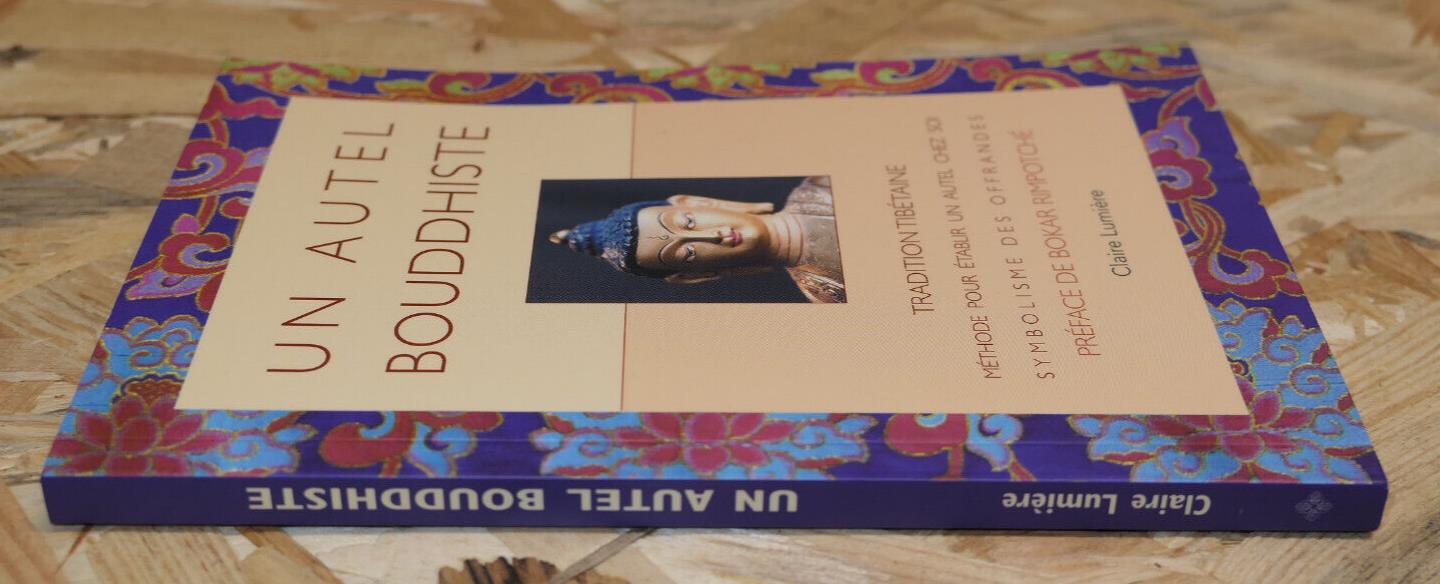 UN AUTEL
BOUDDHISTE
TRADITION TIBÉTAINE
MÉTHODE POUR ÉTABLIR UN AUTEL CHEZ SOI
SYMBOLISME DES OFFRANDES
PRÉFACE DE BOKAR RIMPOTCHÉ
Claire Lumière
Claire Lumière UN AUTEL BOUDDHISTE